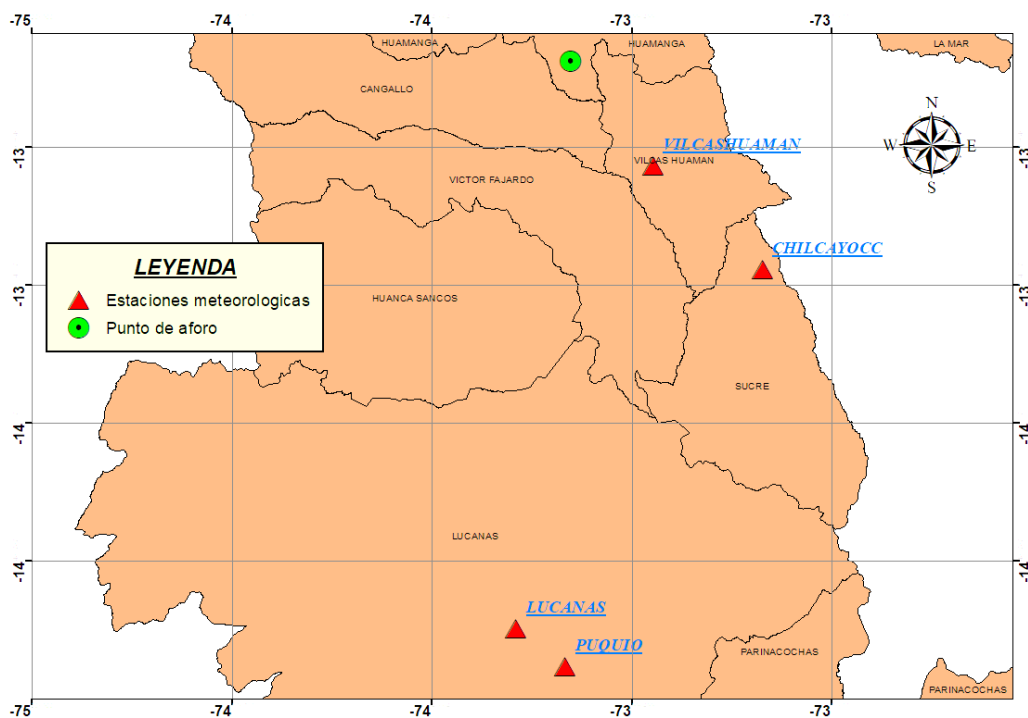 -75
-74
-74
-73
-73
HUAMANGA
HUAMANGA
LA MAR
CANGALLO
N
W
E
S
-13
-13
VILCASHUAMAN
VILCAS HUAMAN
VICTOR FAJARDO
CHILCAYOCC
LEYENDA
Estaciones meteorologicas
Punto de aforo
-13
-13
HUANCA SANCOS
SUCRE
-14
-14
LUCANAS
-14
-14
LUCANAS
PUQUIO
PARINACOCHAS
PARINACOCHAS
-75
-75
-75
-74
-74
-73
-73